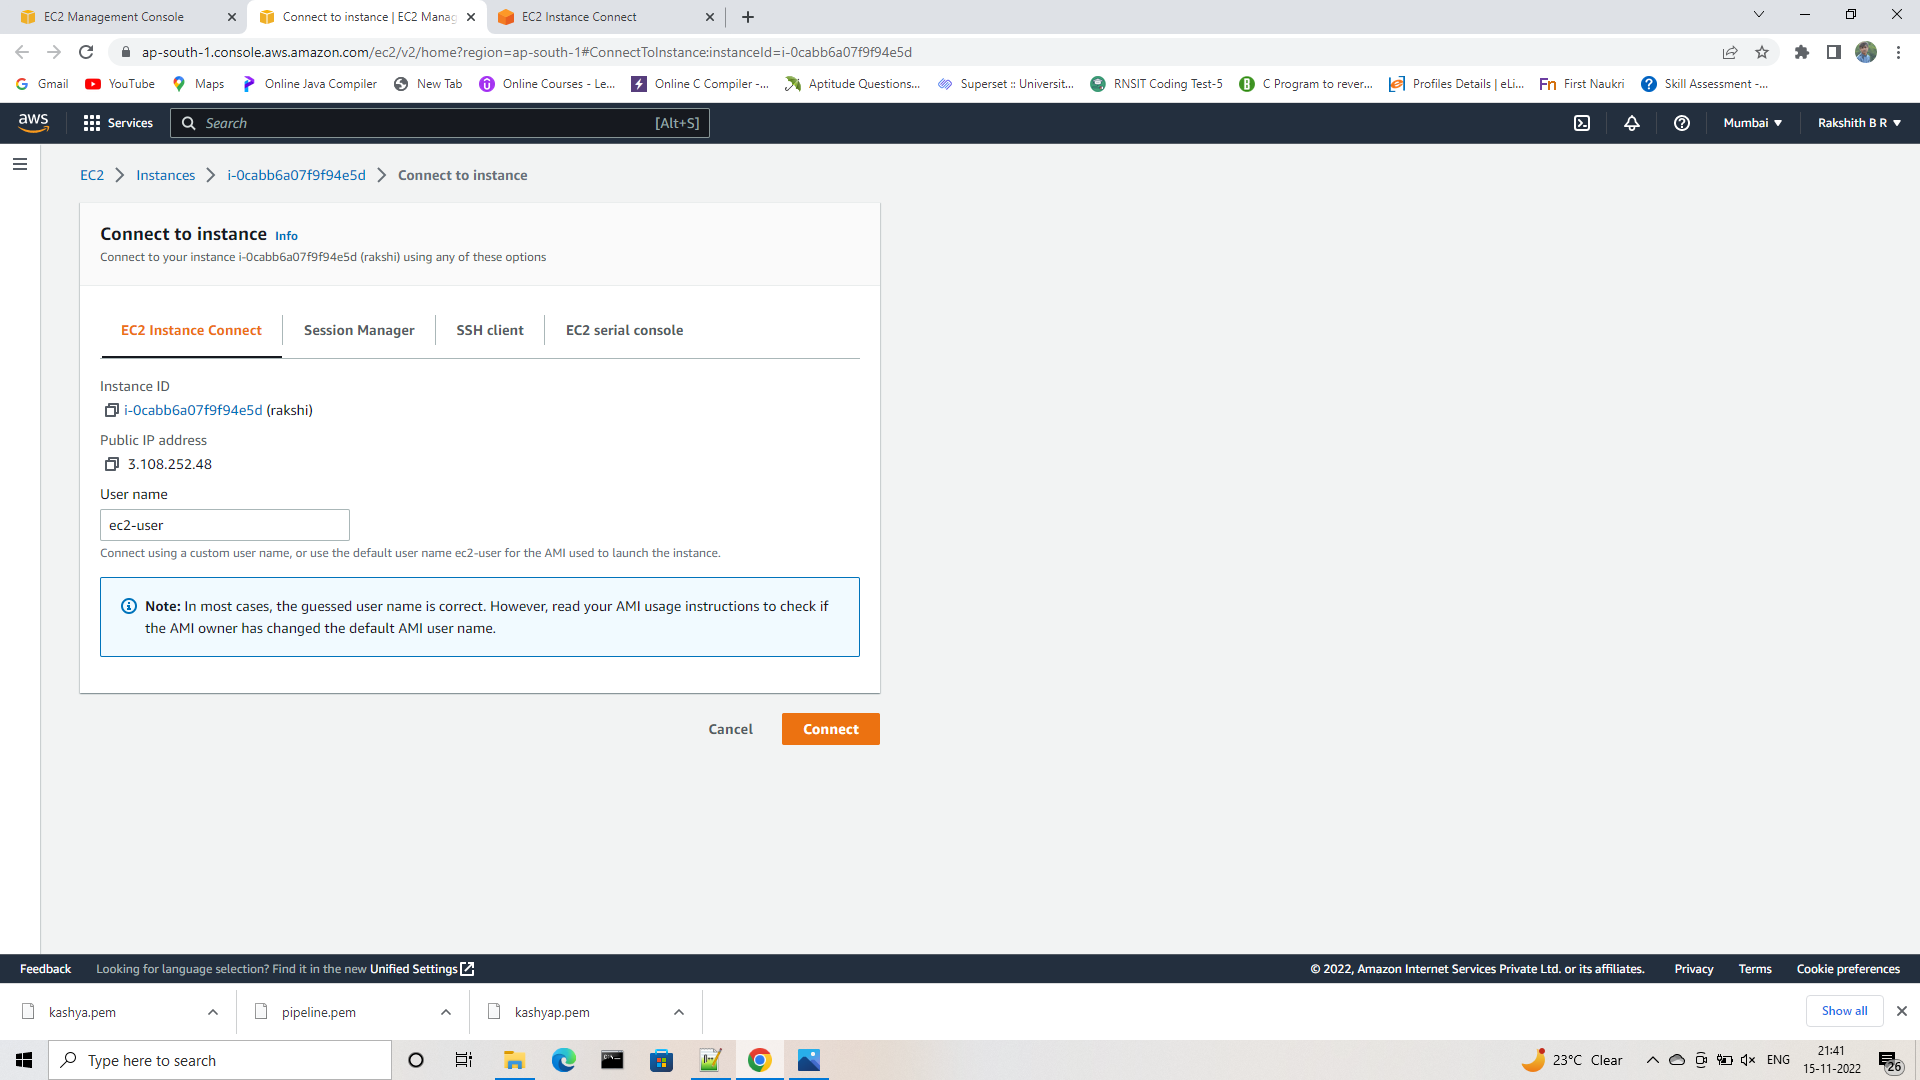 EC2 Management Console
Connect to instance | EC2 Manag
EC2 Instance Connect
ap-south-1.console.aws.amazon.com/ec2/v2/home?region=ap-south-1#ConnectToInstance:instanceId=i-0cabb6a07f9f94e5d
Gmail YouTube Maps Online Java Compiler New Tab Online Courses - Le... Online C Compiler -... Aptitude Questions... Superset :: Universit... RNSIT Coding Test-5 C Program to rever... Profiles Details | eLi... First Naukri Skill Assessment -...
aws Services Search [Alt+S] Mumbai Rakshith B R
EC2 Instances i-0cabb6a07f9f94e5d Connect to instance
Connect to instance Info
Connect to your instance i-0cabb6a07f9f94e5d (rakshi) using any of these options
EC2 Instance Connect Session Manager SSH client EC2 serial console
Instance ID
i-0cabb6a07f9f94e5d (rakshi)
Public IP address
3.108.252.48
User name
ec2-user
Connect using a custom user name, or use the default user name ec2-user for the AMI used to launch the instance.
Note: In most cases, the guessed user name is correct. However, read your AMI usage instructions to check if
the AMI owner has changed the default AMI user name.
Cancel Connect
Feedback Looking for language selection? Find it in the new Unified Settings © 2022, Amazon Internet Services Private Ltd. or its affiliates. Privacy Terms Cookie preferences
kashya.pem pipeline.pem kashyap.pem Show all
Type here to search 23°C Clear ENG 21:41
15-11-2022 26